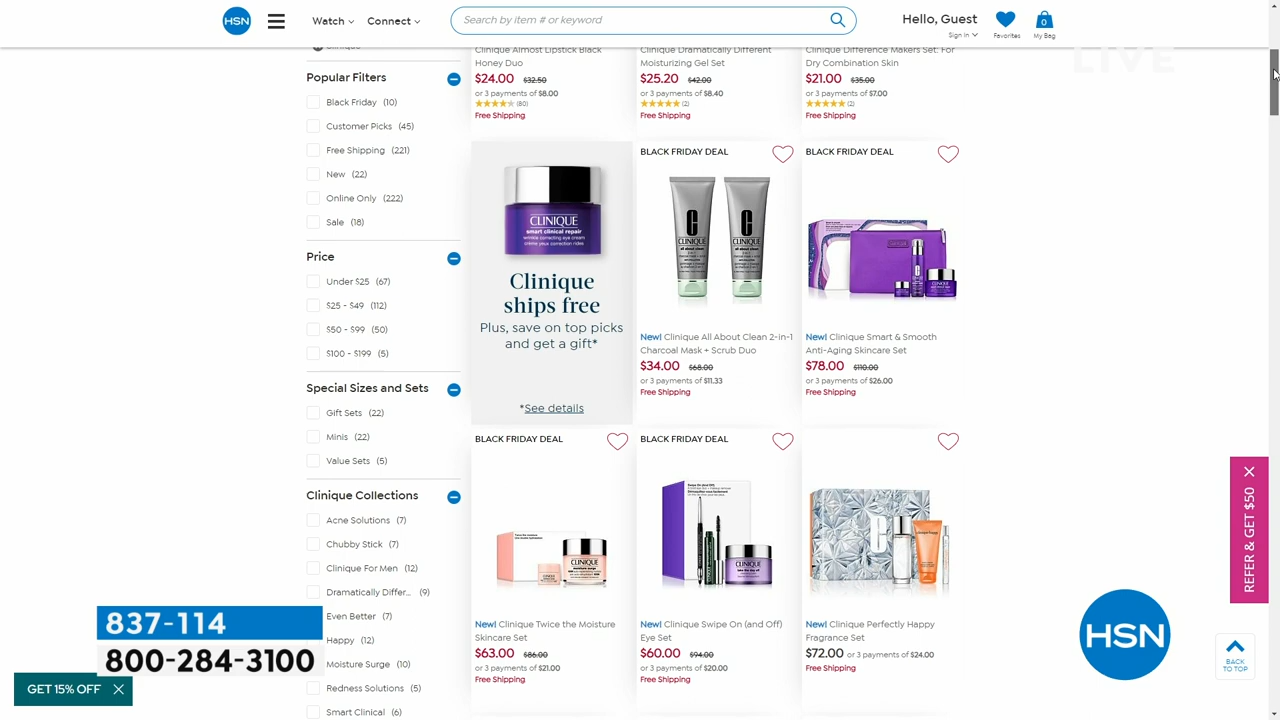 HSN
Watch
Connect
Search by item # or keyword
Hello, Guest
Sign In
Favorites
0
My Bag
LIVE
Clinique Almost Lipstick Black
Honey Duo
$24.00 $32.50
or 3 payments of $8.00
(80)
Free Shipping
Clinique Dramatically Different
Moisturizing Gel Set
$25.20 $42.00
or 3 payments of $8.40
(2)
Free Shipping
Clinique Difference Makers Set: For
Dry Combination Skin
$21.00 $35.00
or 3 payments of $7.00
(2)
Free Shipping
Popular Filters
Black Friday (10)
Customer Picks (45)
Free Shipping (221)
New (22)
Online Only (222)
Sale (18)
Price
Under $25 (67)
$25 - $49 (112)
$50 - $99 (50)
$100 - $199 (5)
Special Sizes and Sets
Gift Sets (22)
Minis (22)
Value Sets (5)
Clinique Collections
Acne Solutions (7)
Chubby Stick (7)
Clinique For Men (12)
Dramatically Differ... (9)
Even Better (7)
Happy (12)
Moisture Surge (10)
Redness Solutions (5)
Smart Clinical (6)
CLINIQUE
smart clinical repair
wrinkle correcting eye cream
Clinique
ships free
Plus, save on top picks
and get a gift*
*See details
BLACK FRIDAY DEAL
CLINIQUE
CLINIQUE
New! Clinique All About Clean 2-in-1
Charcoal Mask + Scrub Duo
$34.00 $68.00
or 3 payments of $11.33
Free Shipping
BLACK FRIDAY DEAL
New! Clinique Smart & Smooth
Anti-Aging Skincare Set
$78.00 $110.00
or 3 payments of $26.00
Free Shipping
BLACK FRIDAY DEAL
CLINIQUE
New! Clinique Twice the Moisture
Skincare Set
$63.00 $86.00
or 3 payments of $21.00
Free Shipping
BLACK FRIDAY DEAL
CLINIQUE
New! Clinique Swipe On (and Off)
Eye Set
$60.00 $94.00
or 3 payments of $20.00
Free Shipping
New! Clinique Perfectly Happy
Fragrance Set
$72.00 or 3 payments of $24.00
Free Shipping
REFER & GET $50
HSN
BACK
TO TOP
837-114
800-284-3100
GET 15% OFF